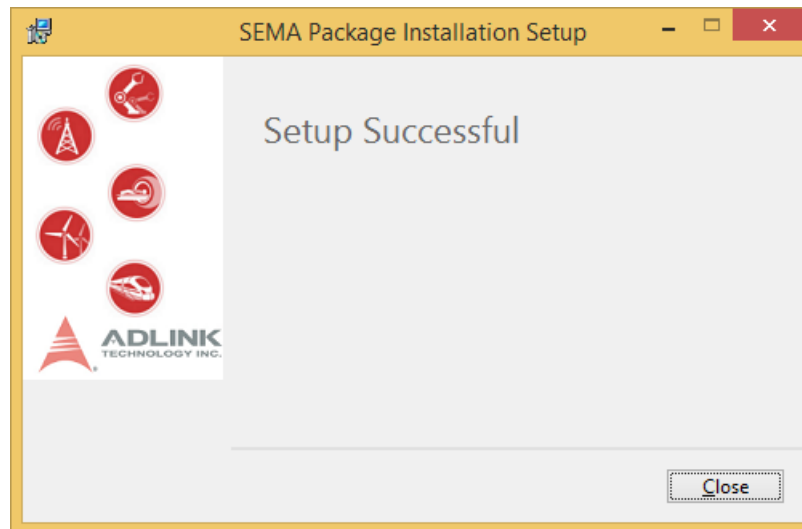 SEMA Package Installation Setup
Setup Successful
ADLINK
TECHNOLOGY INC.
Close